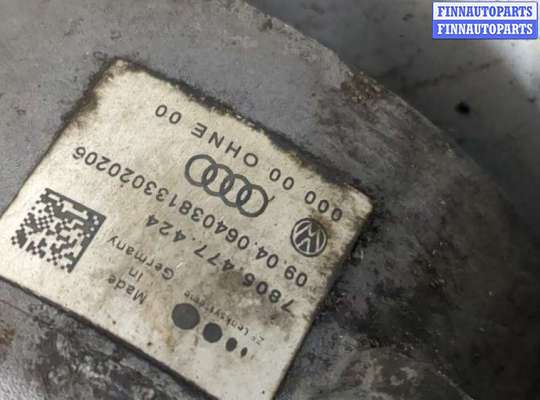 FINNAUTOPARTS
FINNAUTOPARTS
000 00 OHNE 00
09.04.064038133020206
7806.477.424
Made
in
Germany